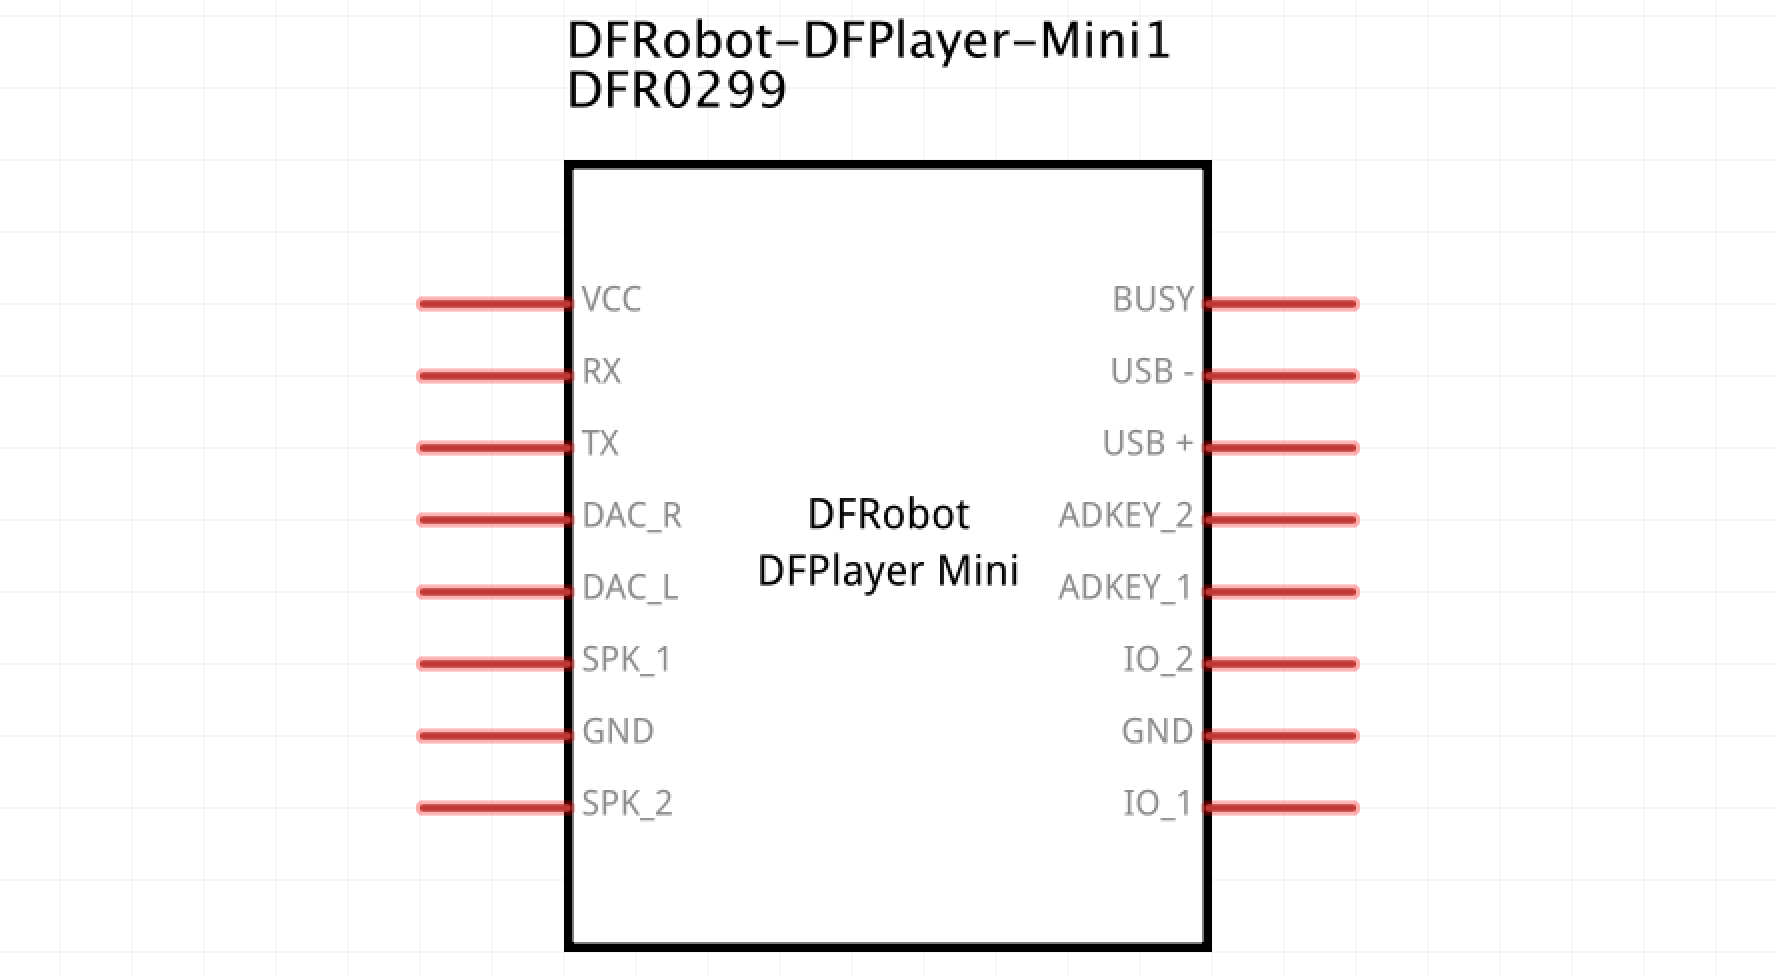 DFRobot-DFPlayer-Mini1
DFR0299
VCC
RX
TX
DAC_R
DAC_L
SPK_1
GND
SPK_2
DFRobot
DFPlayer Mini
BUSY
USB -
USB +
ADKEY_2
ADKEY_1
IO_2
GND
IO_1